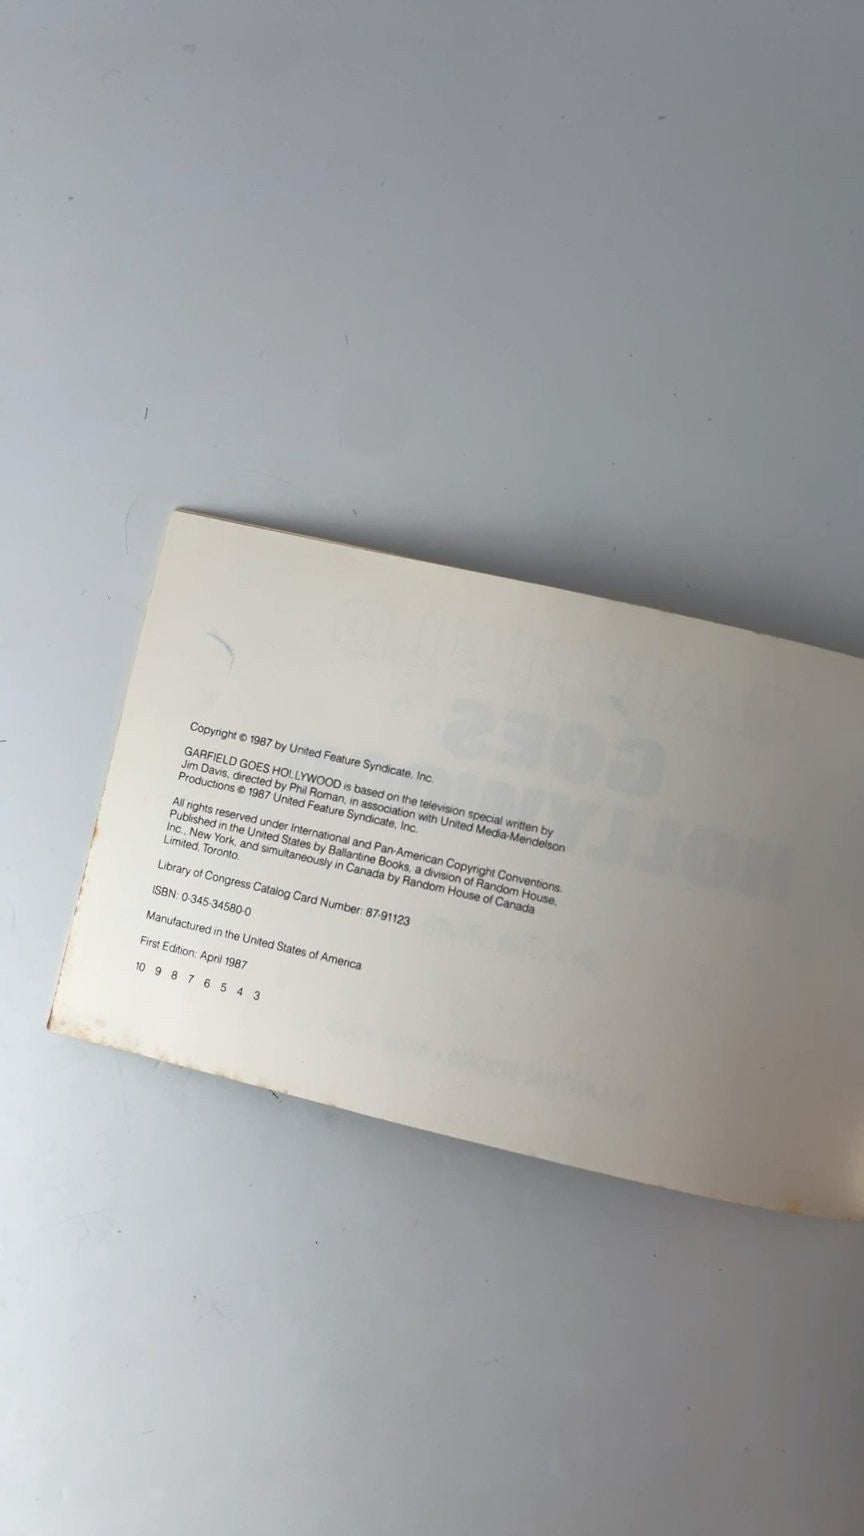 Copyright © 1987 by United Feature Syndicate, Inc.
GARFIELD GOES HOLLYWOOD is based on the television special written by
Jim Davis, directed by Phil Roman, in association with United Media-Mendelson
Productions © 1987 United Feature Syndicate, Inc.
All rights reserved under International and Pan-American Copyright Conventions.
Published in the United States by Ballantine Books, a division of Random House,
Inc., New York, and simultaneously in Canada by Random House of Canada
Limited, Toronto.
Library of Congress Catalog Card Number: 87-91123
ISBN: 0-345-34580-0
Manufactured in the United States of America
First Edition: April 1987
10 9 8 7 6 5 4 3